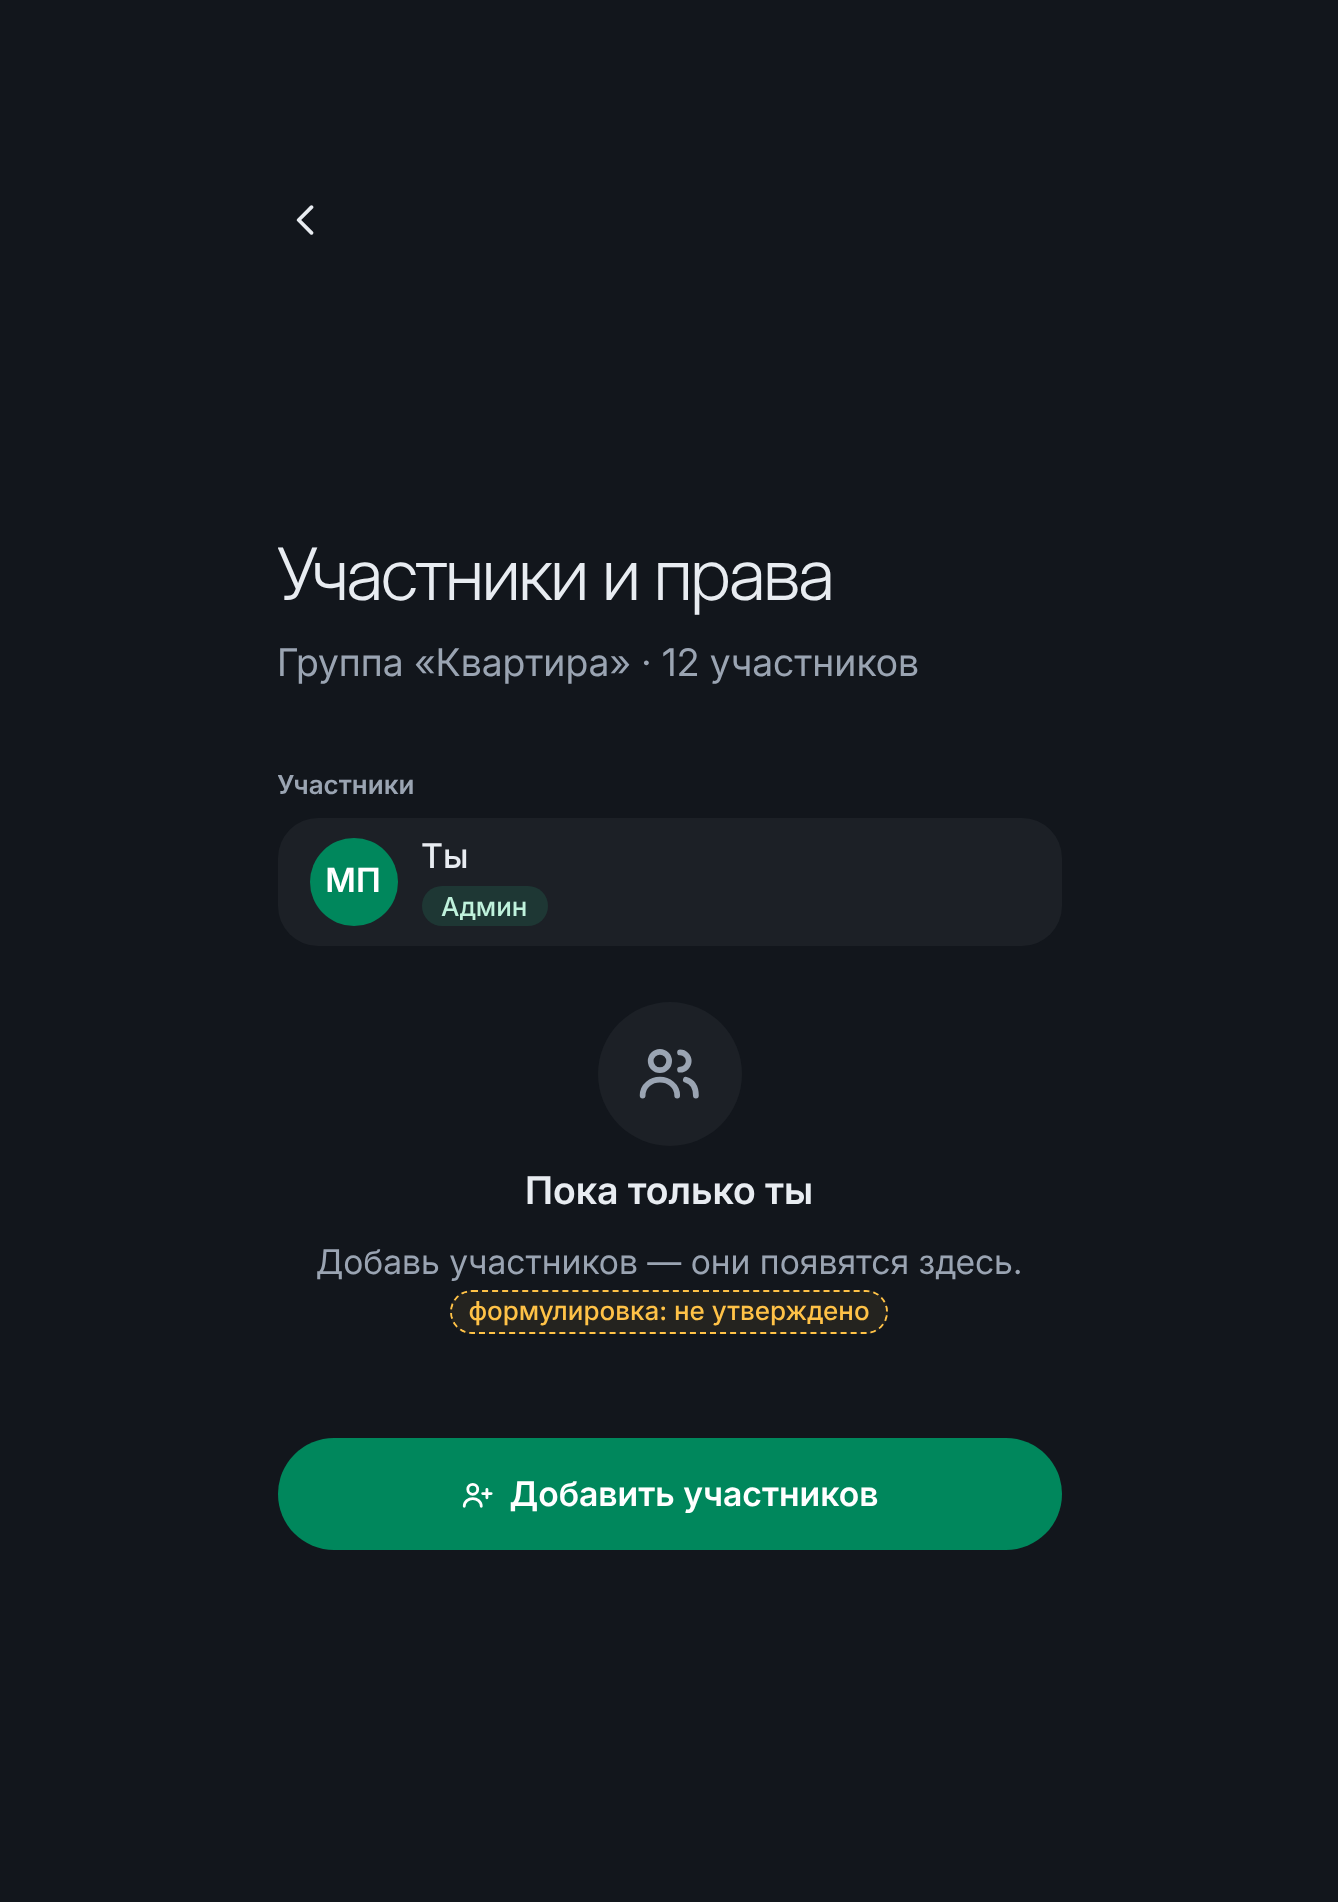 Участники и права
Группа «Квартира» · 12 участников
Участники
МП
Ты
Админ
Пока только ты
Добавь участников — они появятся здесь.
формулировка: не утверждено
Добавить участников